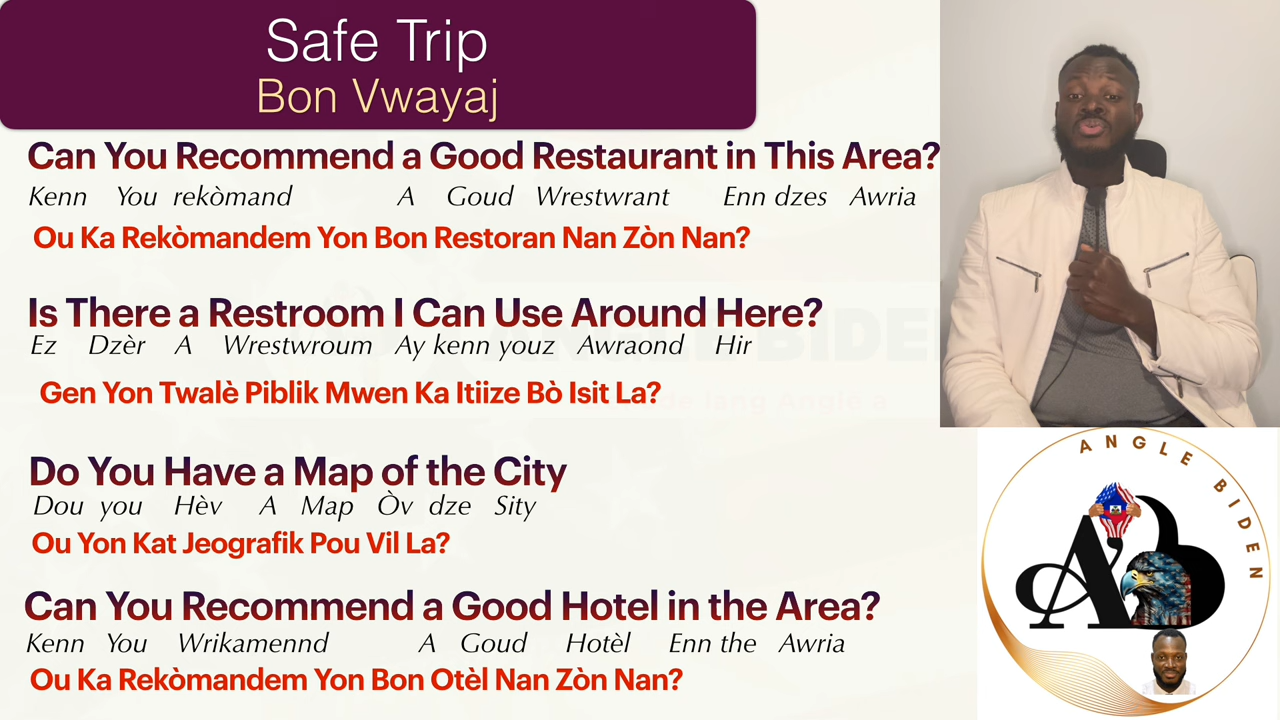 Safe Trip
Bon Vwayaj
Can You Recommend a Good Restaurant in This Area?
Kenn You rekòmand A Goud Wrestwrant Enn dzes Awria
Ou Ka Rekòmandem Yon Bon Restoran Nan Zòn Nan?
Is There a Restroom I Can Use Around Here?
Ez Dzèr A Wrestwroum Ay kenn youz Awraond Hir
Gen Yon Twalè Piblik Mwen Ka Itiize Bò Isit La?
Do You Have a Map of the City
Dou you Hèv A Map Òv dze Sity
Ou Yon Kat Jeografik Pou Vil La?
Can You Recommend a Good Hotel in the Area?
Kenn You Wrikamennd A Goud Hotèl Enn the Awria
Ou Ka Rekòmandem Yon Bon Otèl Nan Zòn Nan?
ANGLE BIDEN
AB